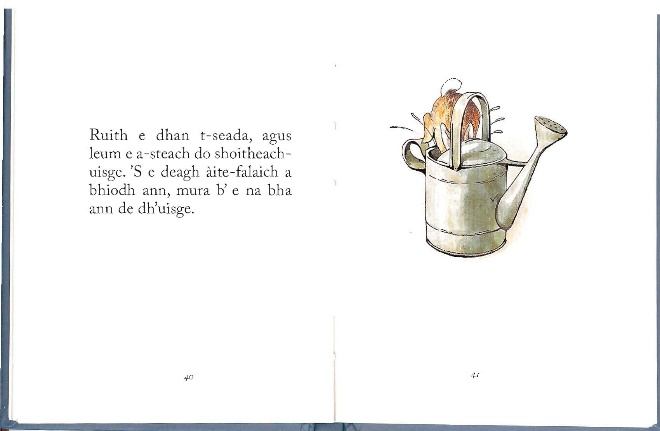 Ruith e dhan t-seada, agus
leum e a-steach do shoitheach-
uisge. 'S e deagh àite-falaich a
bhiodh ann, mura b' e na bha
ann de dh'uisge.
40
41